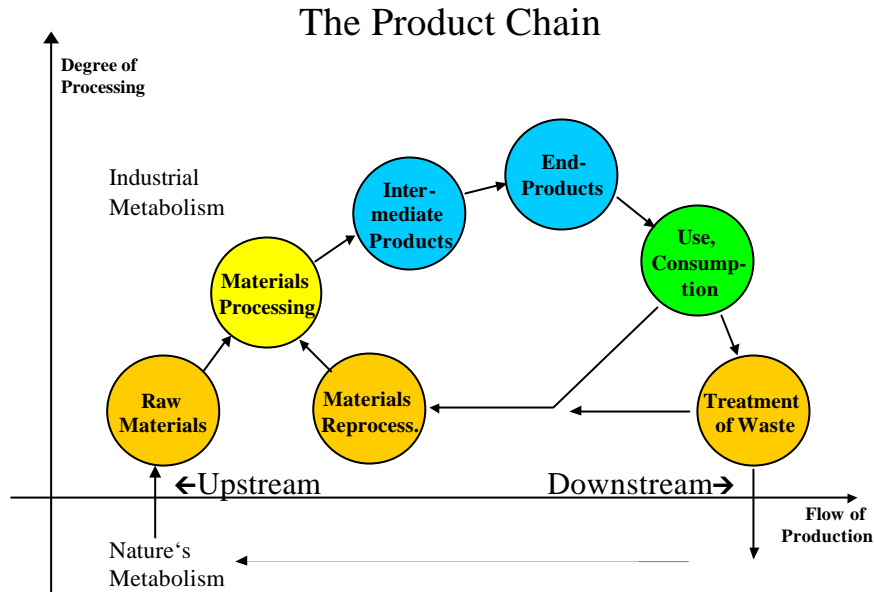 The Product Chain
Degree of
Processing
Industrial
Metabolism
End-
Products
Inter-
mediate
Products
Use,
Consump-
tion
Materials
Processing
Raw
Materials
Materials
Reprocess.
Treatment
of Waste
←Upstream
Downstream→
Flow of
Production
Nature‘s
Metabolism